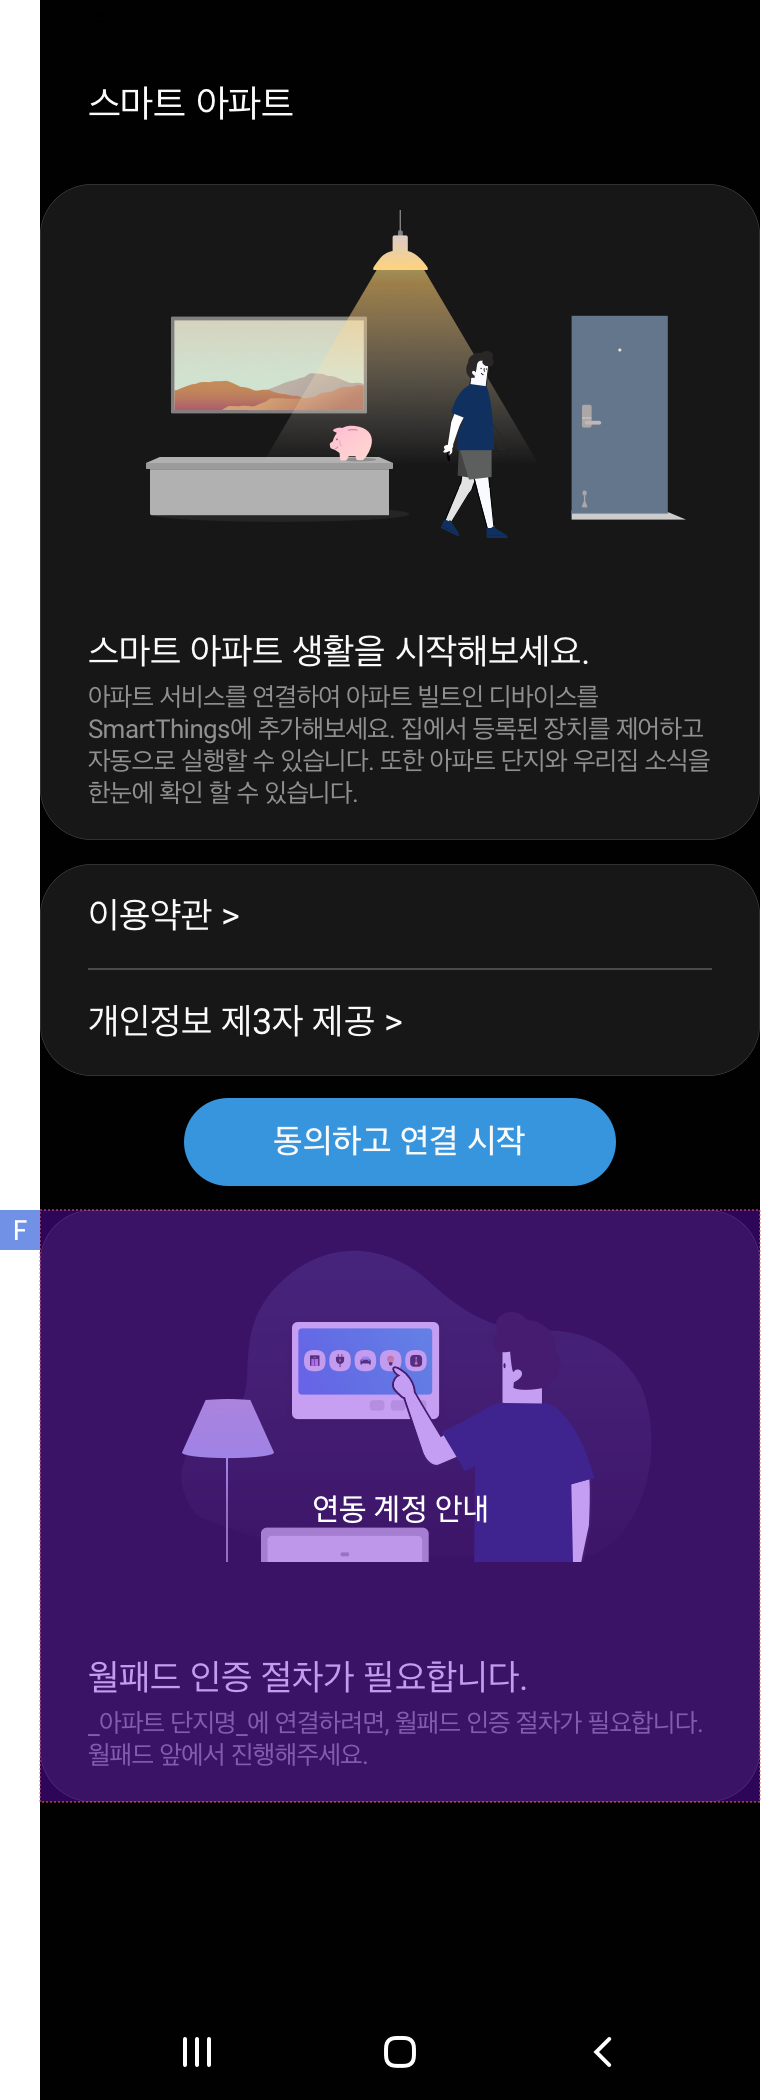 스마트 아파트
스마트 아파트 생활을 시작해보세요.
아파트 서비스를 연결하여 아파트 빌트인 디바이스를
SmartThings에 추가해보세요. 집에서 등록된 장치를 제어하고
자동으로 실행할 수 있습니다. 또한 아파트 단지와 우리집 소식을
한눈에 확인 할 수 있습니다.
이용약관 >
개인정보 제3자 제공 >
동의하고 연결 시작
F
연동 계정 안내
월패드 인증 절차가 필요합니다.
_아파트 단지명_에 연결하려면, 월패드 인증 절차가 필요합니다.
월패드 앞에서 진행해주세요.